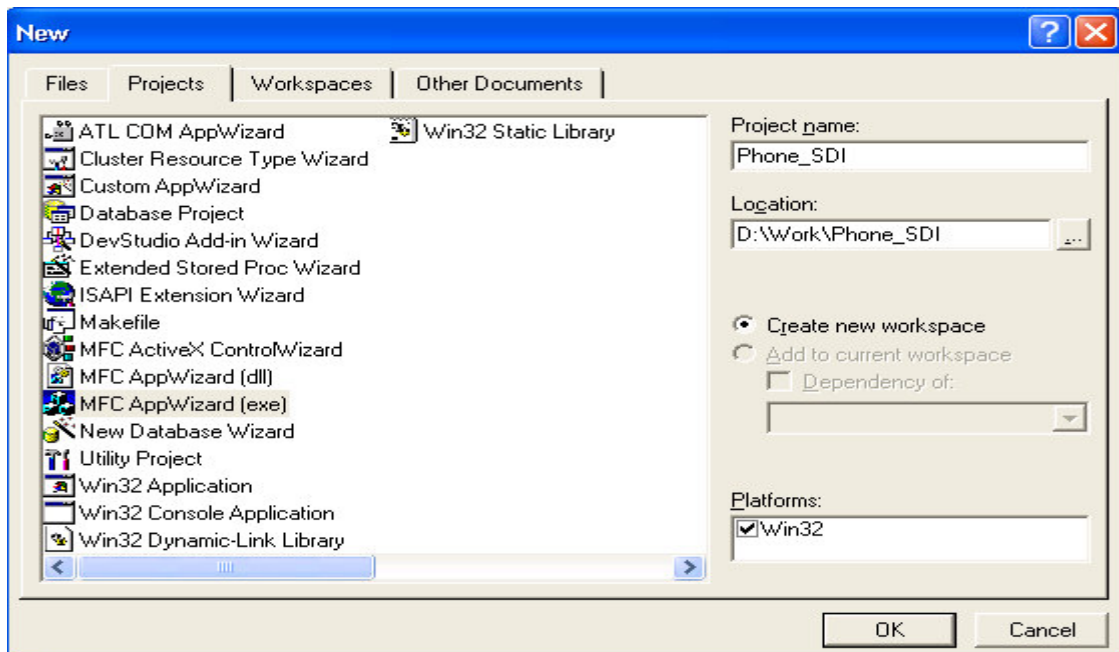 New
Files Projects Workspaces Other Documents
ATL COM AppWizard
Cluster Resource Type Wizard
Custom AppWizard
Database Project
DevStudio Add-in Wizard
Extended Stored Proc Wizard
ISAPI Extension Wizard
Makefile
MFC ActiveX ControlWizard
MFC AppWizard (dll)
MFC AppWizard (exe)
New Database Wizard
Utility Project
Win32 Application
Win32 Console Application
Win32 Dynamic-Link Library
Win32 Static Library
Project name:
Phone_SDI
Location:
D:\Work\Phone_SDI
...
Create new workspace
Add to current workspace
Dependency of:
Platforms:
Win32
OK Cancel